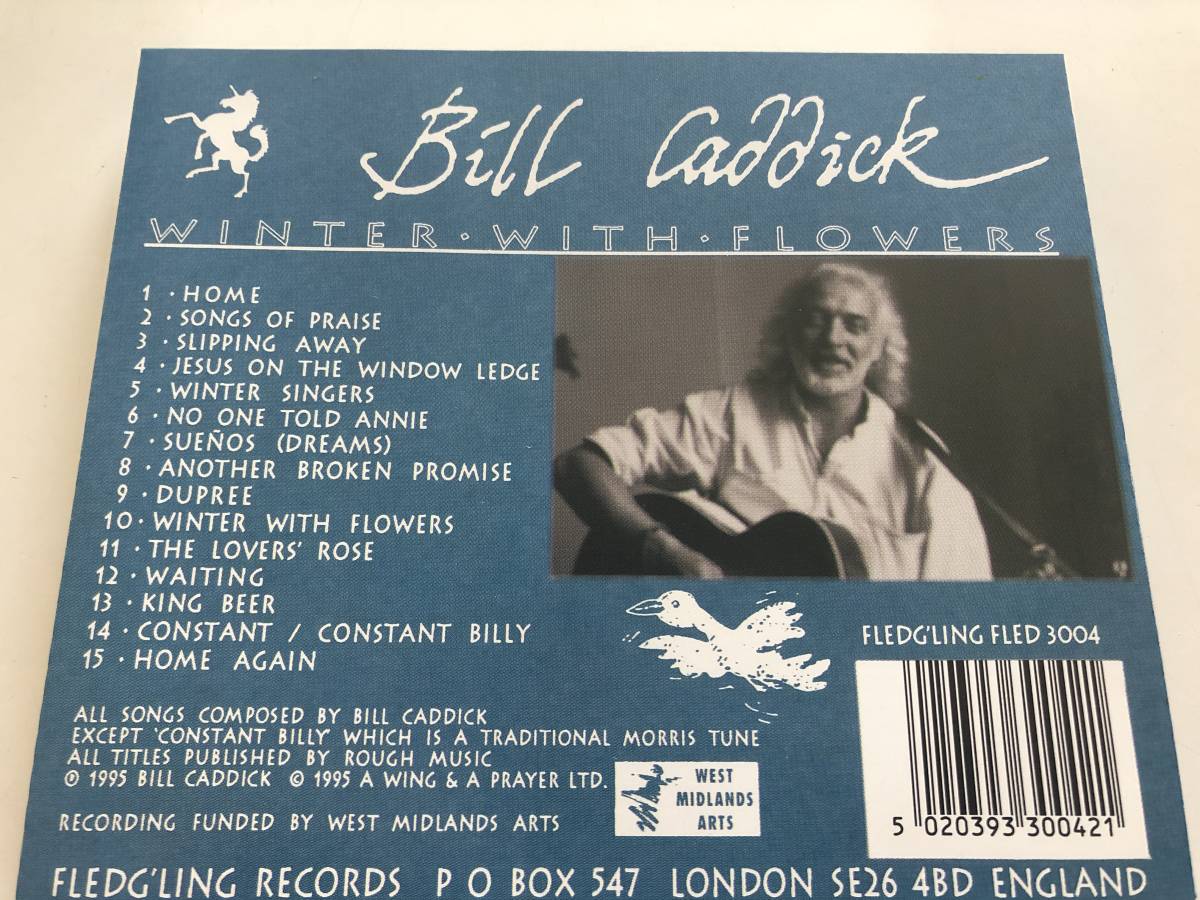 Bill Caddick
WINTER · WITH · FLOWERS
1 · HOME
2 · SONGS OF PRAISE
3 · SLIPPING AWAY
4 · JESUS ON THE WINDOW LEDGE
5 · WINTER SINGERS
6 · NO ONE TOLD ANNIE
7 · SUEÑOS (DREAMS)
8 · ANOTHER BROKEN PROMISE
9 · DUPREE
10 · WINTER WITH FLOWERS
11 · THE LOVERS' ROSE
12 · WAITING
13 · KING BEER
14 · CONSTANT / CONSTANT BILLY
15 · HOME AGAIN
FLEDG'LING FLED 3004
ALL SONGS COMPOSED BY BILL CADDICK
EXCEPT 'CONSTANT BILLY' WHICH IS A TRADITIONAL MORRIS TUNE
ALL TITLES PUBLISHED BY ROUGH MUSIC
℗ 1995 BILL CADDICK © 1995 A WING & A PRAYER LTD.
RECORDING FUNDED BY WEST MIDLANDS ARTS
WEST
MIDLANDS
ARTS
5 020393 300421
FLEDG'LING RECORDS P O BOX 547 LONDON SE26 4BD ENGLAND